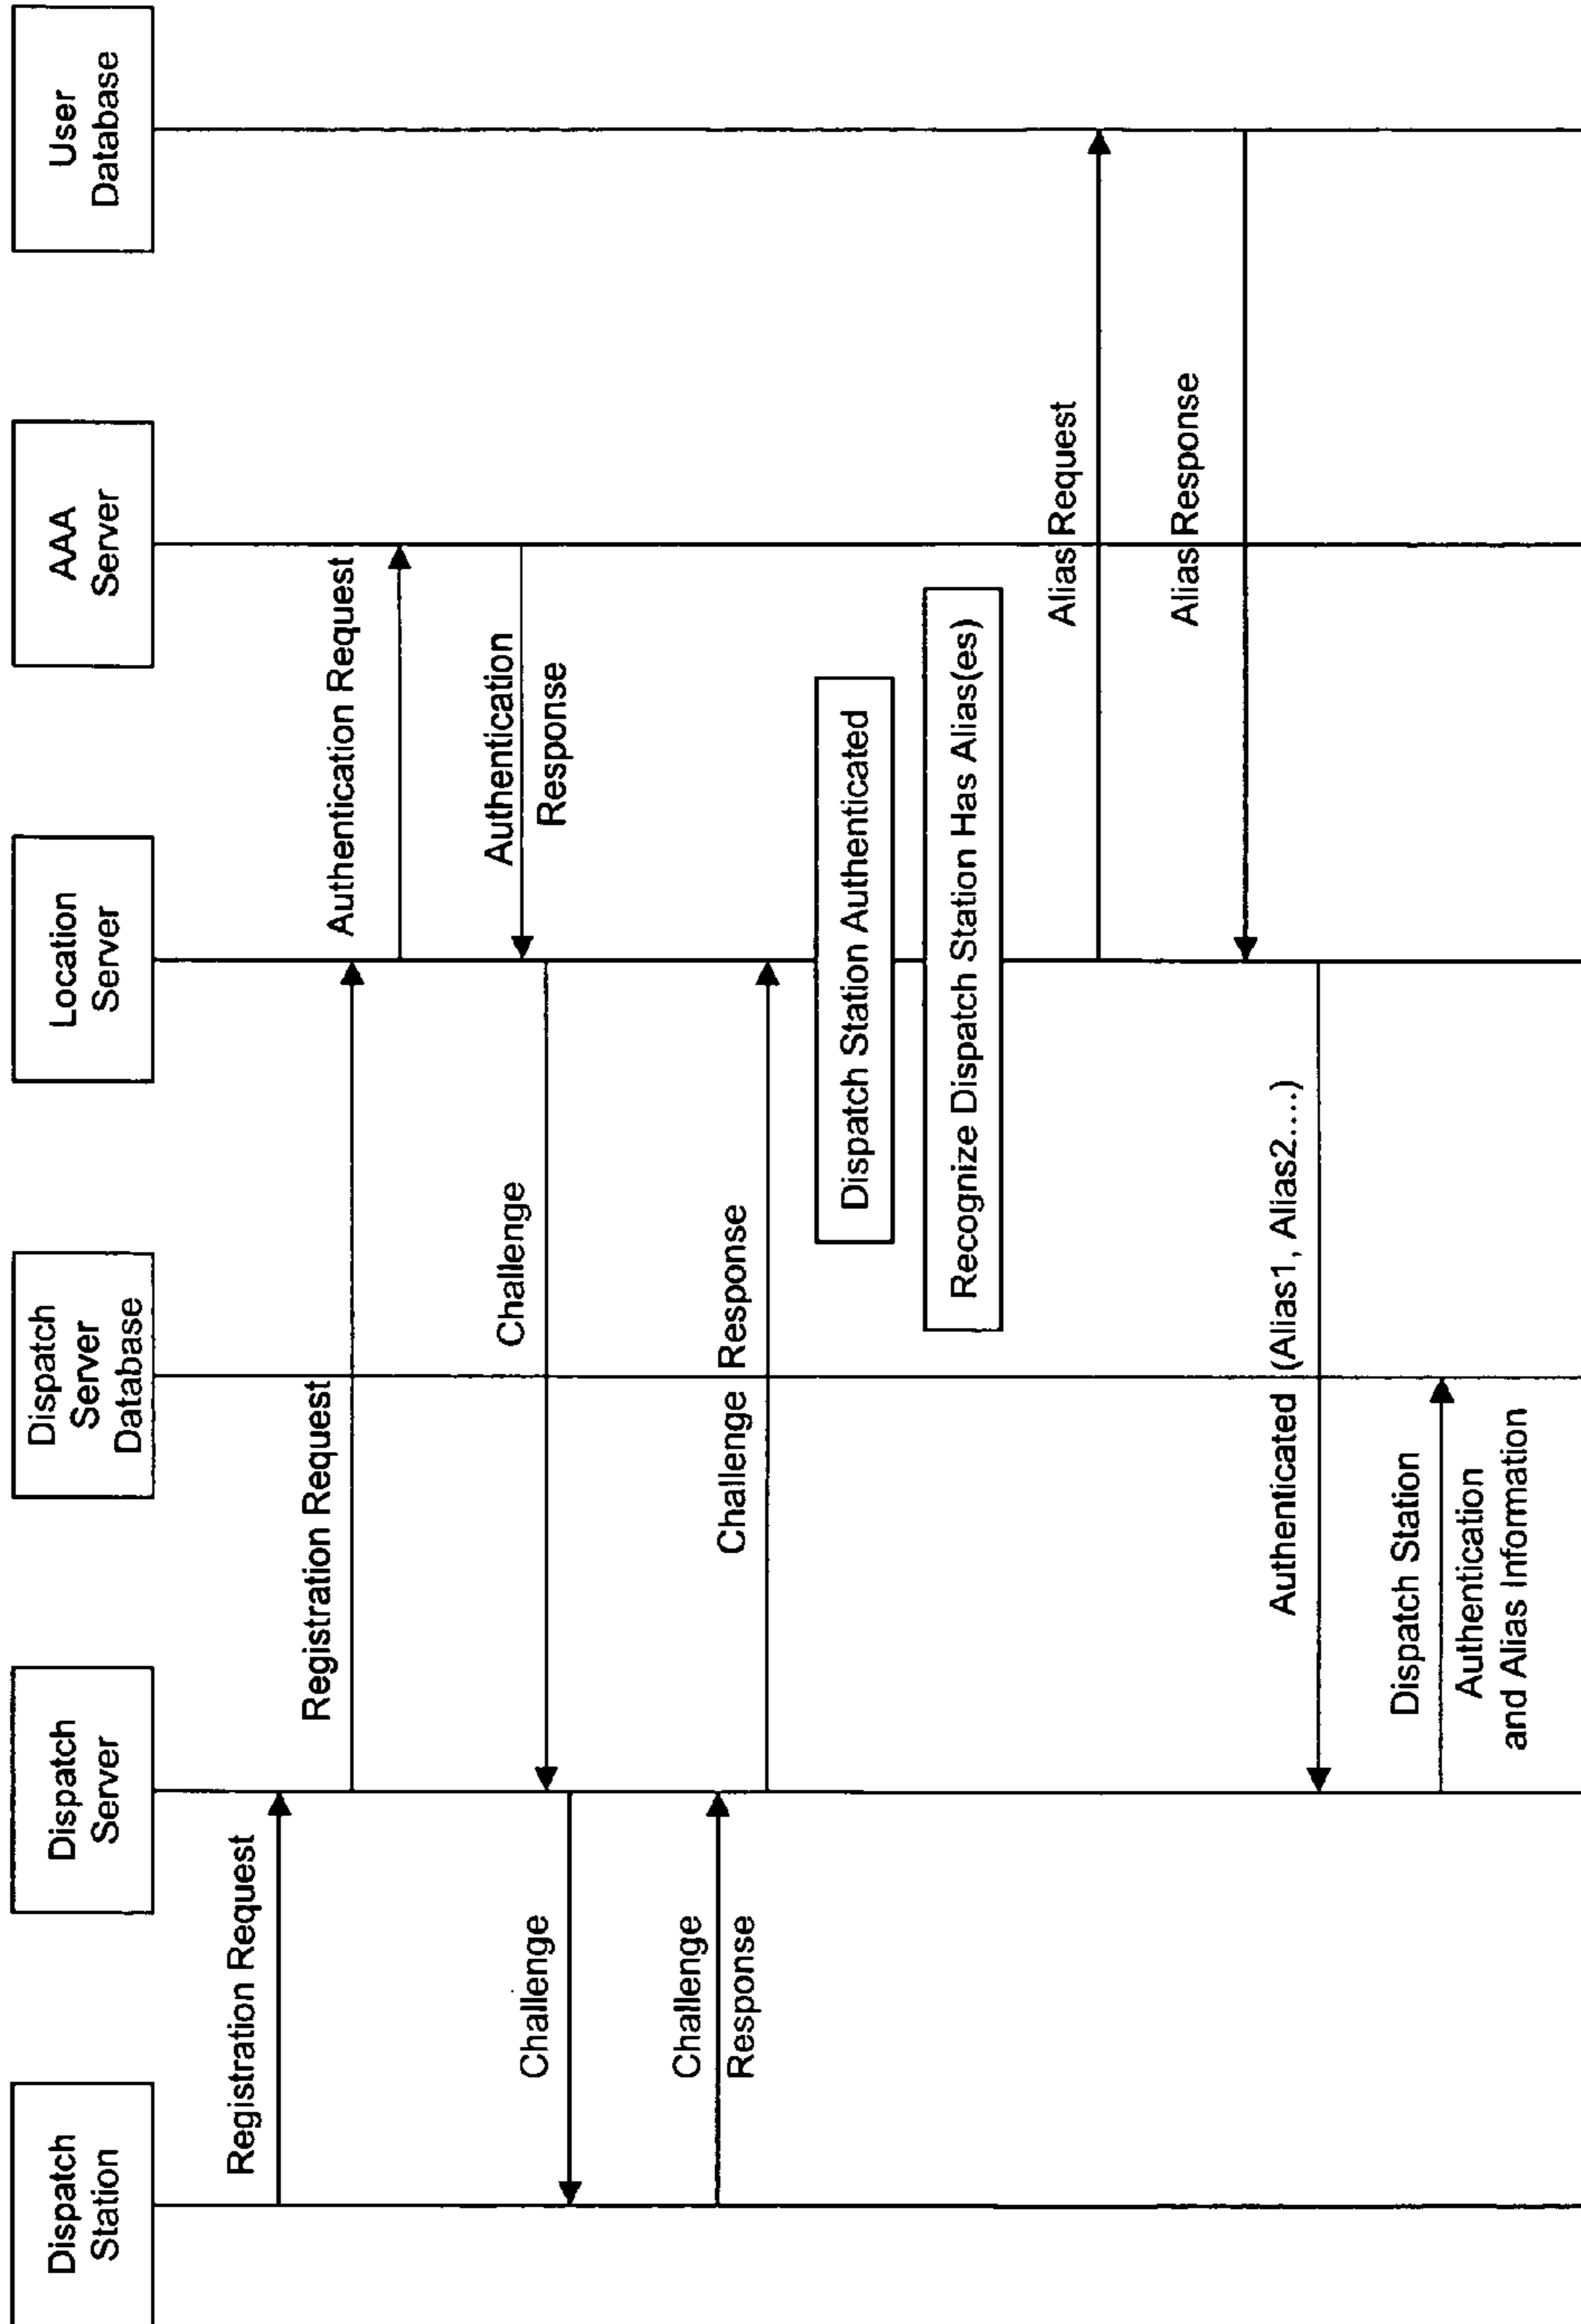 Dispatch
Station
Dispatch
Server
Dispatch
Server
Database
Location
Server
AAA
Server
User
Database
Registration Request
Registration Request
Authentication Request
Authentication
Response
Challenge
Challenge
Challenge
Response
Challenge Response
Dispatch Station Authenticated
Recognize Dispatch Station Has Alias(es)
Alias Request
Alias Response
Authenticated (Alias1, Alias2....)
Dispatch Station
Authentication
and Alias Information